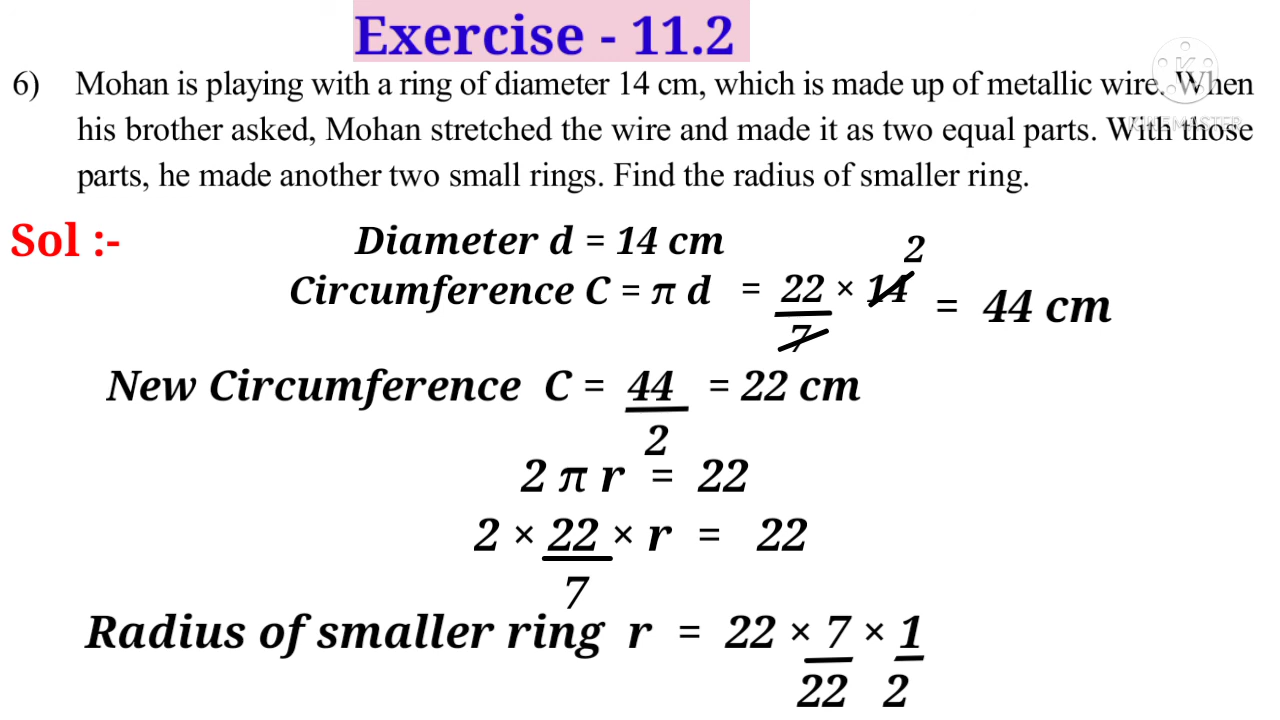 Exercise - 11.2
6) Mohan is playing with a ring of diameter 14 cm, which is made up of metallic wire. When
his brother asked, Mohan stretched the wire and made it as two equal parts. With those
parts, he made another two small rings. Find the radius of smaller ring.
KINEMASTER
Sol :- Diameter d = 14 cm
2
Circumference C = π d = 22 × 14 = 44 cm
7
New Circumference C = 44 = 22 cm
2
2 π r = 22
2 × 22 × r = 22
7
Radius of smaller ring r = 22 × 7 × 1
22 2